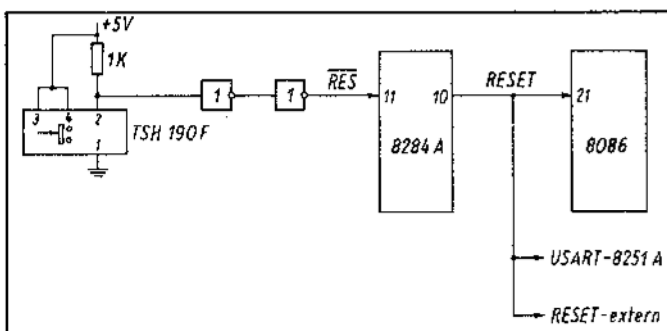 +5V
1K
3 4 2
TSH 190 F
1
1
1
RES
11 10
8284 A
RESET
21
8086
USART-8251 A
RESET-extern